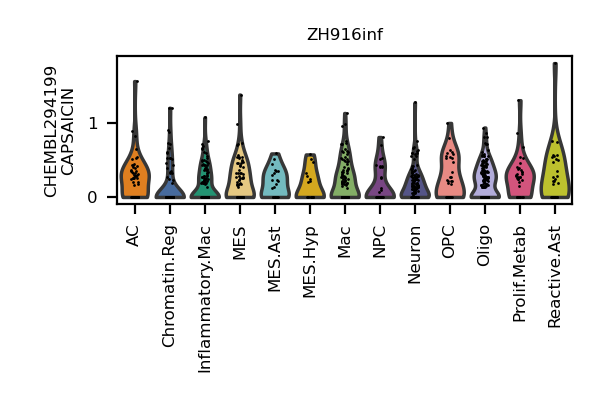 ZH916inf
CHEMBL294199
CAPSAICIN
1
0
AC
Chromatin.Reg
Inflammatory.Mac
MES
MES.Ast
MES.Hyp
Mac
NPC
Neuron
OPC
Oligo
Prolif.Metab
Reactive.Ast